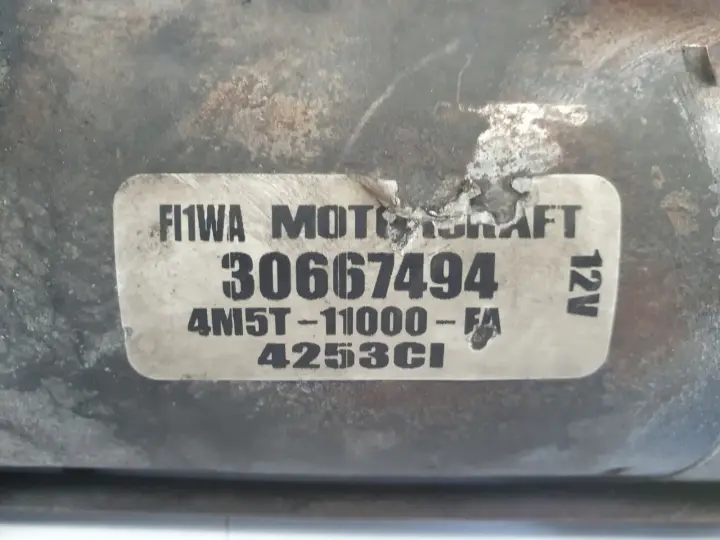 FI1WA MOTORCRAFT
30667494
4M5T-11000-FA
4253CI
12V